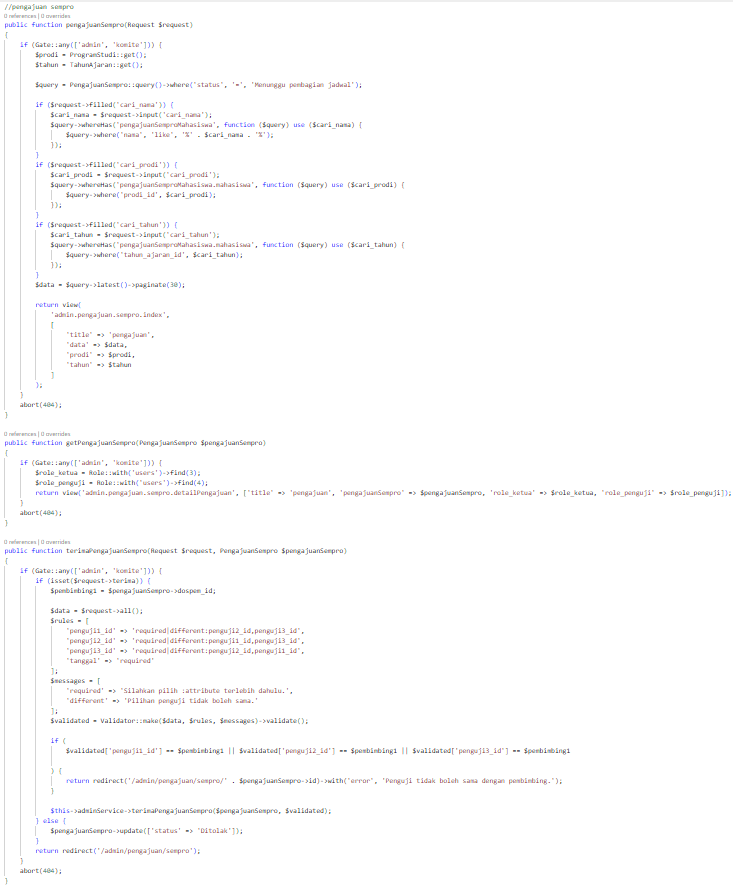 //pengajuan sempro
0 references | 0 overrides
public function pengajuanSempro(Request $request)
{
    if (Gate::any(['admin', 'komite'])) {
        $prodi = ProgramStudi::get();
        $tahun = TahunAjaran::get();

        $query = PengajuanSempro::query()->where('status', '=', 'Menunggu pembagian jadwal');

        if ($request->filled('cari_nama')) {
            $cari_nama = $request->input('cari_nama');
            $query->whereHas('pengajuanSemproMahasiswa', function ($query) use ($cari_nama) {
                $query->where('nama', 'like', '%' . $cari_nama . '%');
            });
        }
        if ($request->filled('cari_prodi')) {
            $cari_prodi = $request->input('cari_prodi');
            $query->whereHas('pengajuanSemproMahasiswa.mahasiswa', function ($query) use ($cari_prodi) {
                $query->where('prodi_id', $cari_prodi);
            });
        }
        if ($request->filled('cari_tahun')) {
            $cari_tahun = $request->input('cari_tahun');
            $query->whereHas('pengajuanSemproMahasiswa.mahasiswa', function ($query) use ($cari_tahun) {
                $query->where('tahun_ajaran_id', $cari_tahun);
            });
        }
        $data = $query->latest()->paginate(30);

        return view(
            'admin.pengajuan.sempro.index',
            [
                'title' => 'pengajuan',
                'data' => $data,
                'prodi' => $prodi,
                'tahun' => $tahun
            ]
        );
    }
    abort(404);
}

0 references | 0 overrides
public function getPengajuanSempro(PengajuanSempro $pengajuanSempro)
{
    if (Gate::any(['admin', 'komite'])) {
        $role_ketua = Role::with('users')->find(3);
        $role_penguji = Role::with('users')->find(4);
        return view('admin.pengajuan.sempro.detailPengajuan', ['title' => 'pengajuan', 'pengajuanSempro' => $pengajuanSempro, 'role_ketua' => $role_ketua, 'role_penguji' => $role_penguji]);
    }
    abort(404);
}

0 references | 0 overrides
public function terimaPengajuanSempro(Request $request, PengajuanSempro $pengajuanSempro)
{
    if (Gate::any(['admin', 'komite'])) {
        if (isset($request->terima)) {
            $pembimbing1 = $pengajuanSempro->dospem_id;

            $data = $request->all();
            $rules = [
                'penguji1_id' => 'required|different:penguji2_id,penguji3_id',
                'penguji2_id' => 'required|different:penguji1_id,penguji3_id',
                'penguji3_id' => 'required|different:penguji2_id,penguji1_id',
                'tanggal' => 'required'
            ];
            $messages = [
                'required' => 'Silahkan pilih :attribute terlebih dahulu.',
                'different' => 'Pilihan penguji tidak boleh sama.'
            ];
            $validated = Validator::make($data, $rules, $messages)->validate();

            if (
                $validated['penguji1_id'] == $pembimbing1 || $validated['penguji2_id'] == $pembimbing1 || $validated['penguji3_id'] == $pembimbing1

            ) {
                return redirect('/admin/pengajuan/sempro/' . $pengajuanSempro->id)->with('error', 'Penguji tidak boleh sama dengan pembimbing.');
            }

            $this->adminService->terimaPengajuanSempro($pengajuanSempro, $validated);
        } else {
            $pengajuanSempro->update(['status' => 'Ditolak']);
        }
        return redirect('/admin/pengajuan/sempro');
    }
    abort(404);
}